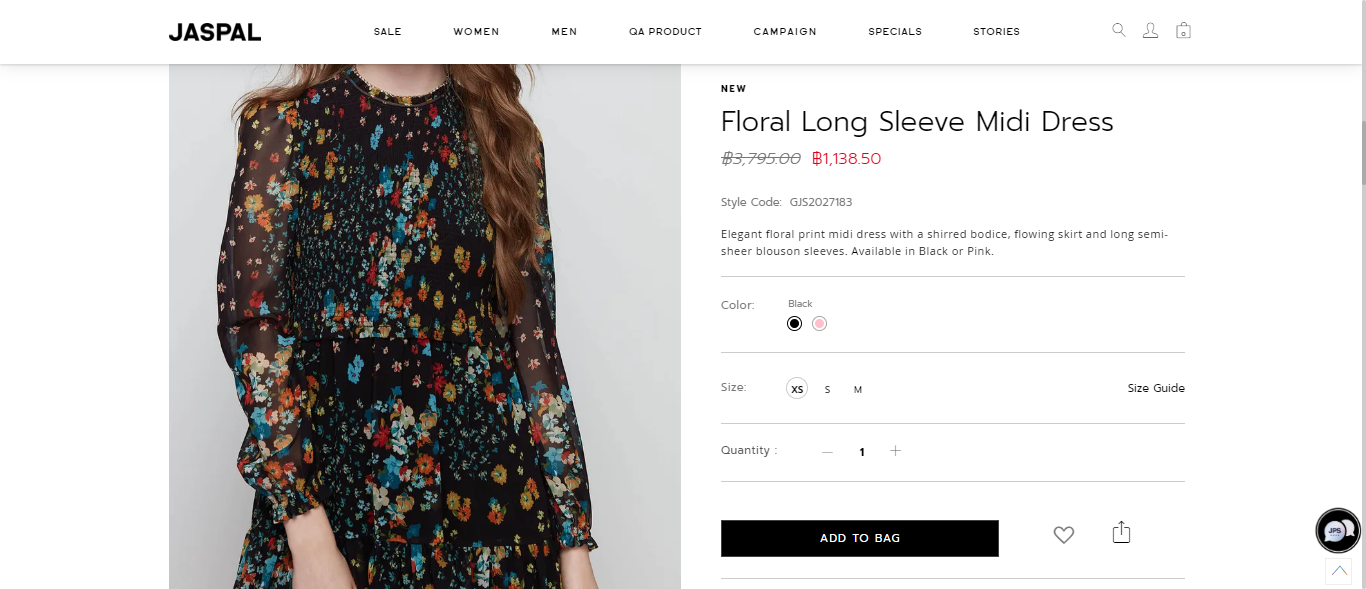 JASPAL
SALE
WOMEN
MEN
QA PRODUCT
CAMPAIGN
SPECIALS
STORIES
0
NEW
Floral Long Sleeve Midi Dress
฿3,795.00 ฿1,138.50
Style Code: GJS2027183
Elegant floral print midi dress with a shirred bodice, flowing skirt and long semi-
sheer blouson sleeves. Available in Black or Pink.
Color: Black
Size: XS S M Size Guide
Quantity : 1
ADD TO BAG
JPS